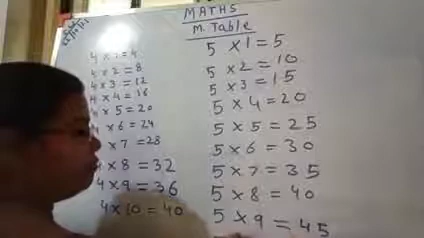 MATHS
M. Table
4 × 1 = 4
4 × 2 = 8
4 × 3 = 12
4 × 4 = 16
× 5 = 20
× 6 = 24
× 7 = 28
4 × 8 = 32
4 × 9 = 36
4 × 10 = 40
5 × 1 = 5
5 × 2 = 10
5 × 3 = 15
5 × 4 = 20
5 × 5 = 25
5 × 6 = 30
5 × 7 = 35
5 × 8 = 40
5 × 9 = 45